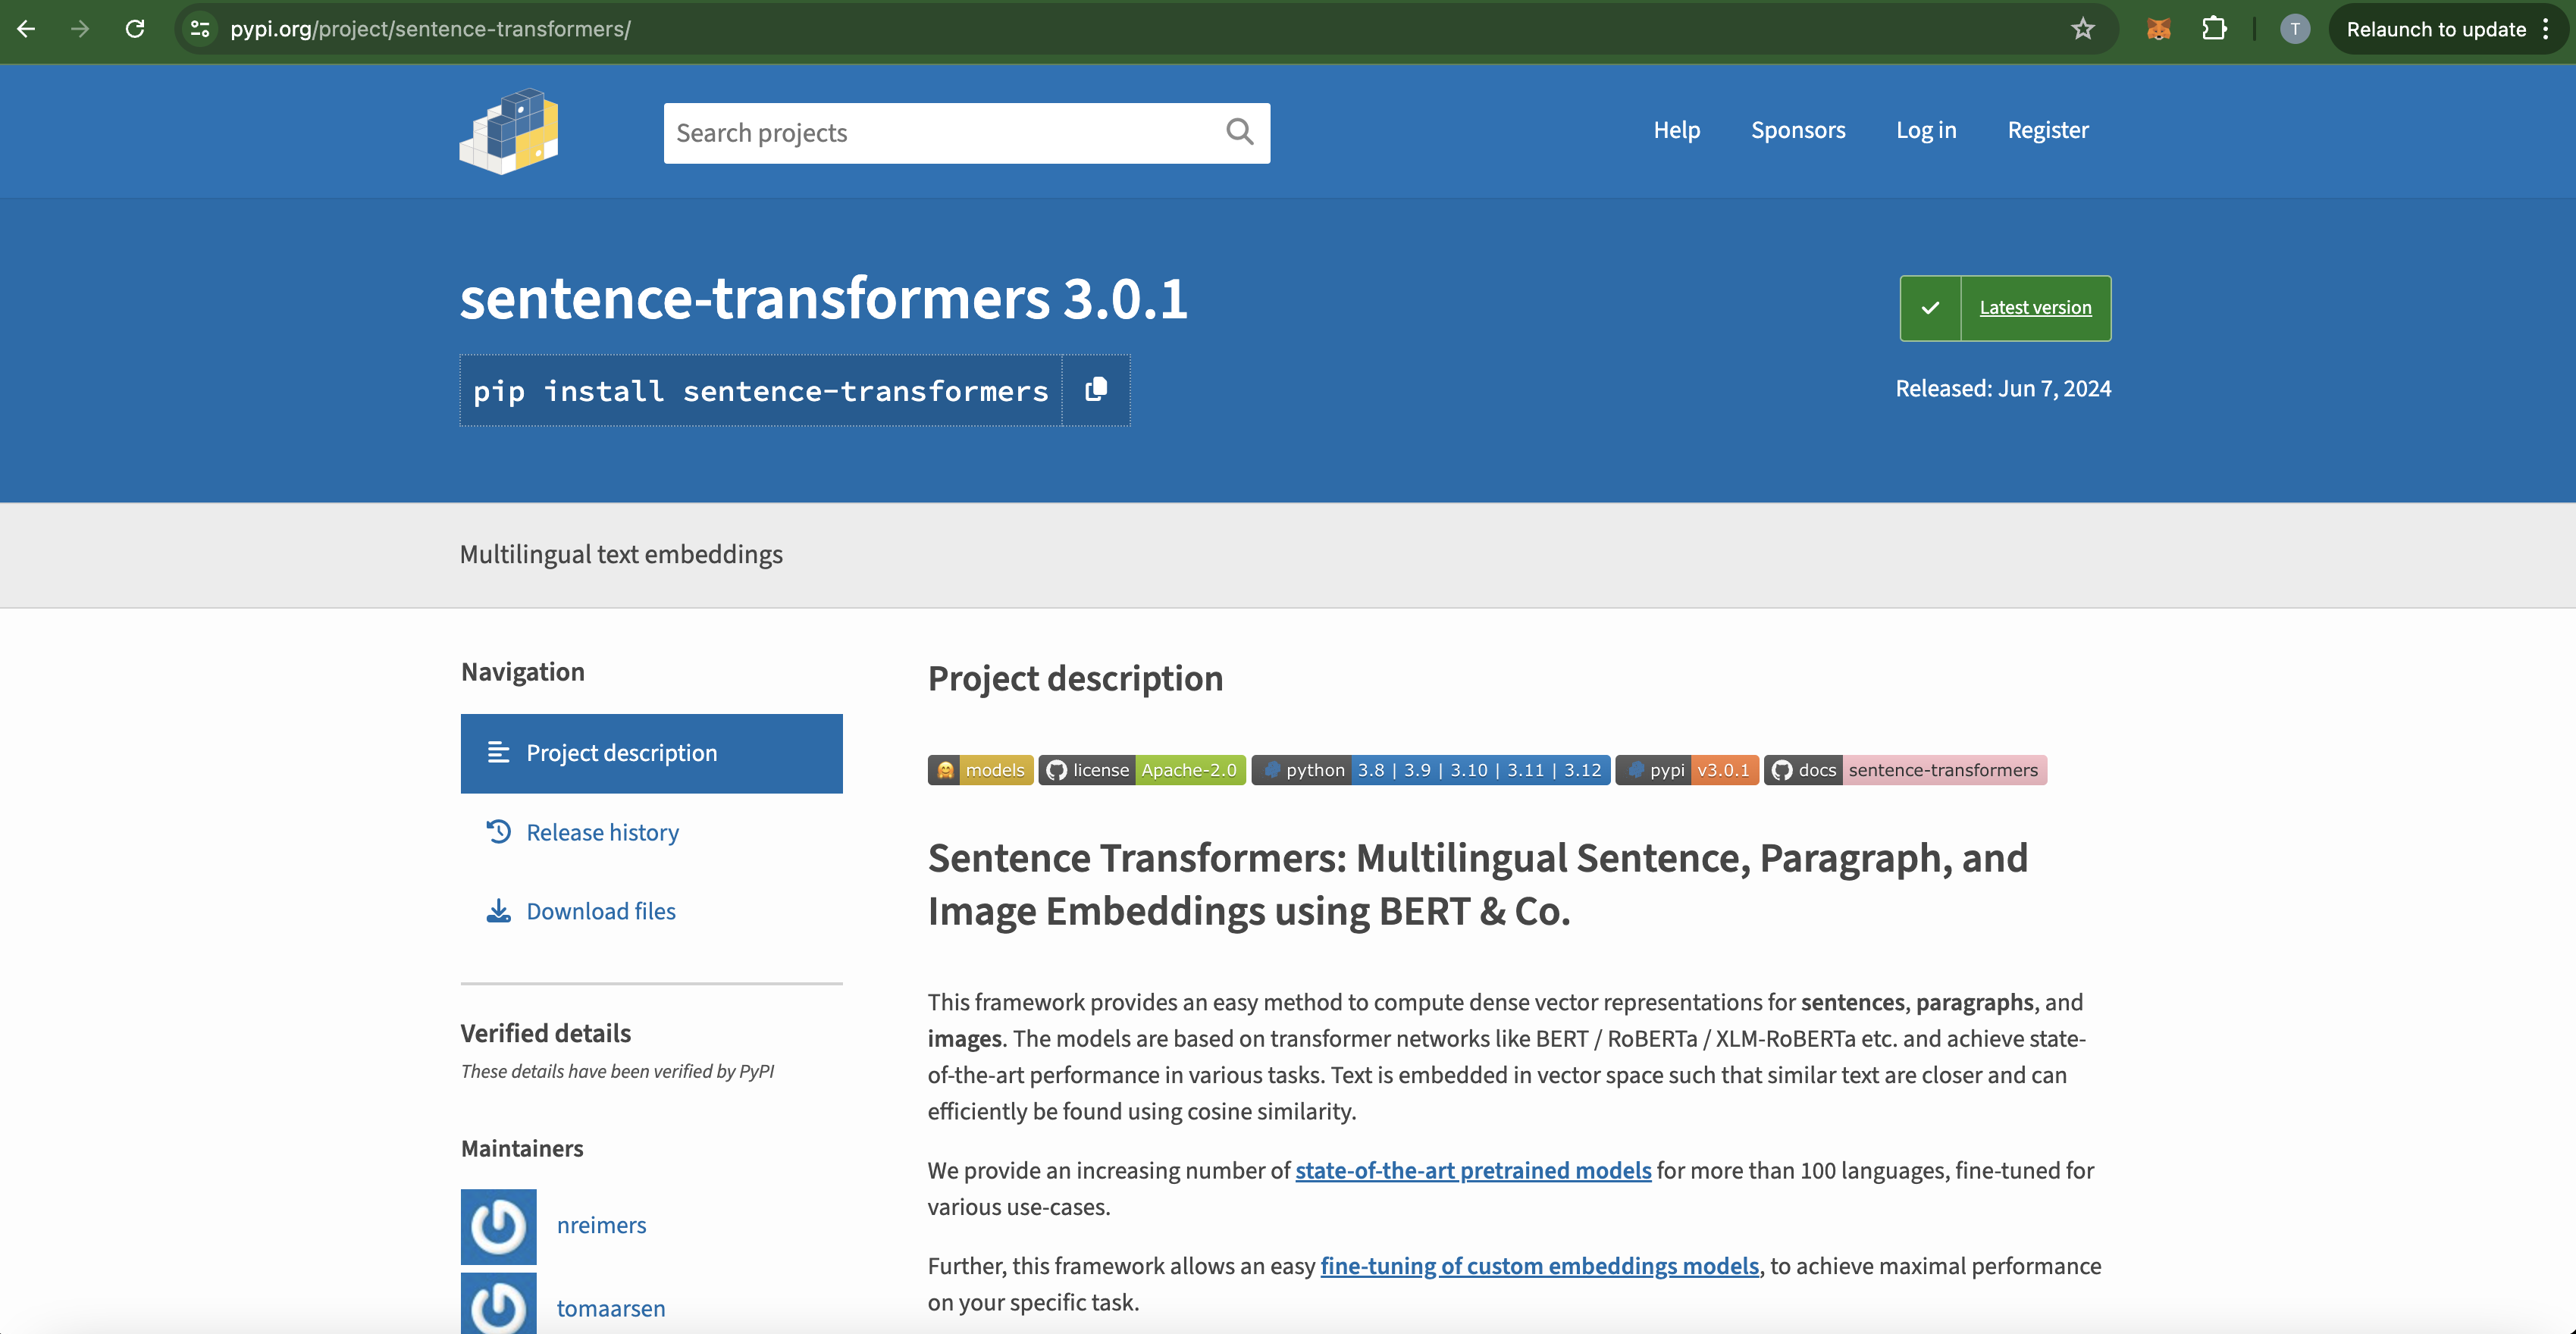 pypi.org/project/sentence-transformers/
T
Relaunch to update
Search projects
Help
Sponsors
Log in
Register
sentence-transformers 3.0.1
pip install sentence-transformers
Latest version
Released: Jun 7, 2024
Multilingual text embeddings
Navigation
Project description
Release history
Download files
Verified details
These details have been verified by PyPI
Maintainers
nreimers
tomaarsen
Project description
models license Apache-2.0 python 3.8 | 3.9 | 3.10 | 3.11 | 3.12 pypi v3.0.1 docs sentence-transformers
Sentence Transformers: Multilingual Sentence, Paragraph, and
Image Embeddings using BERT & Co.
This framework provides an easy method to compute dense vector representations for sentences, paragraphs, and
images. The models are based on transformer networks like BERT / RoBERTa / XLM-RoBERTa etc. and achieve state-
of-the-art performance in various tasks. Text is embedded in vector space such that similar text are closer and can
efficiently be found using cosine similarity.
We provide an increasing number of state-of-the-art pretrained models for more than 100 languages, fine-tuned for
various use-cases.
Further, this framework allows an easy fine-tuning of custom embeddings models, to achieve maximal performance
on your specific task.